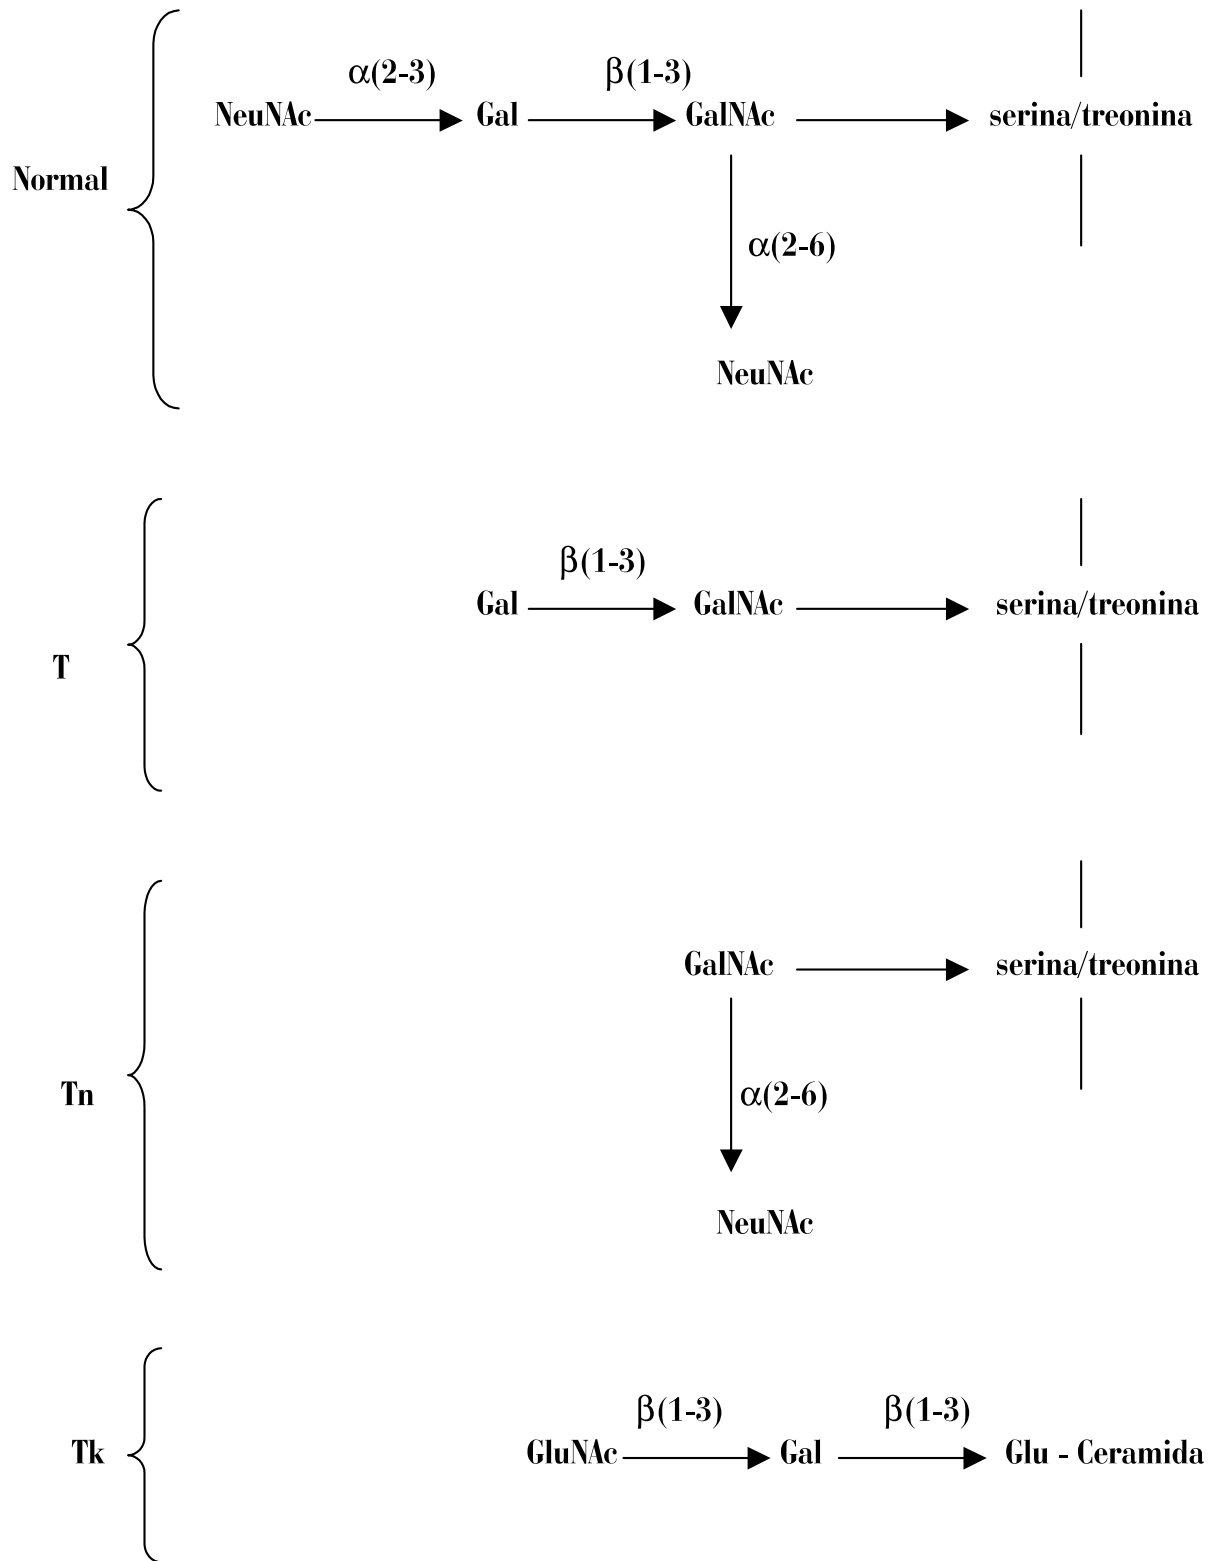 α(2-3) β(1-3)
NeuNAc Gal GalNAc serina/treonina
Normal
α(2-6)
NeuNAc
β(1-3)
Gal GalNAc serina/treonina
T
GalNAc serina/treonina
Tn
α(2-6)
NeuNAc
β(1-3) β(1-3)
Tk GluNAc Gal Glu - Ceramida